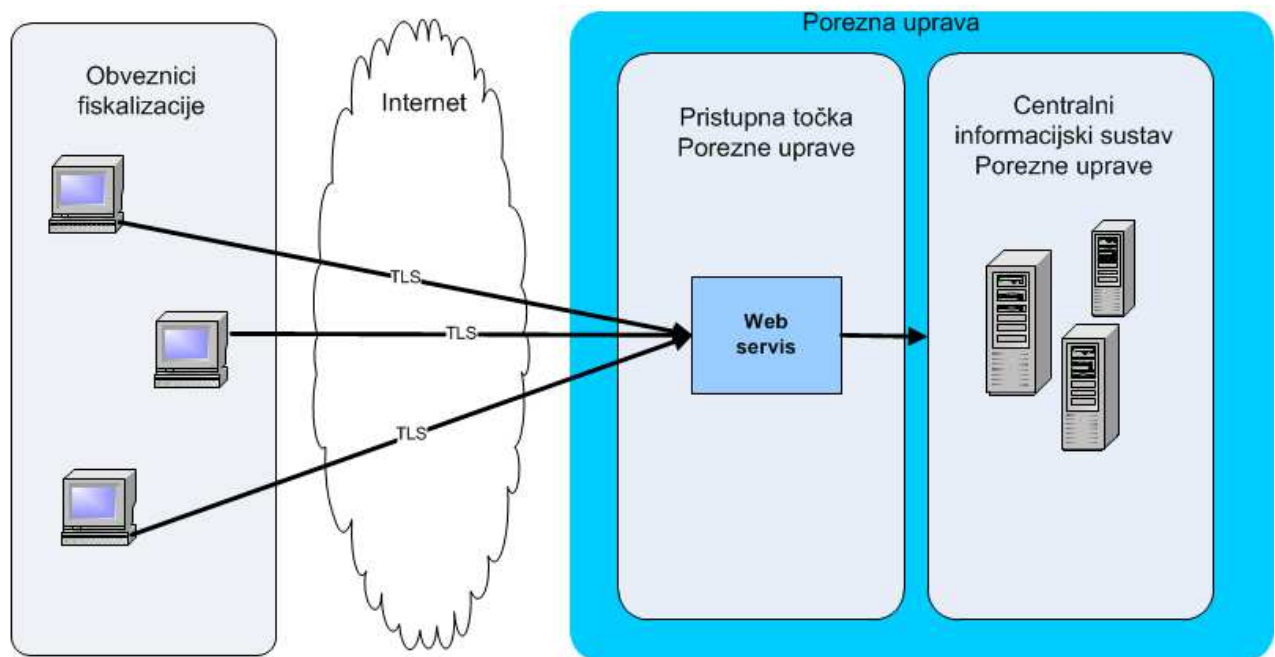 Porezna uprava
Obveznici
fiskalizacije
Internet
Pristupna točka
Porezne uprave
Centralni
informacijski sustav
Porezne uprave
TLS
TLS
TLS
Web
servis